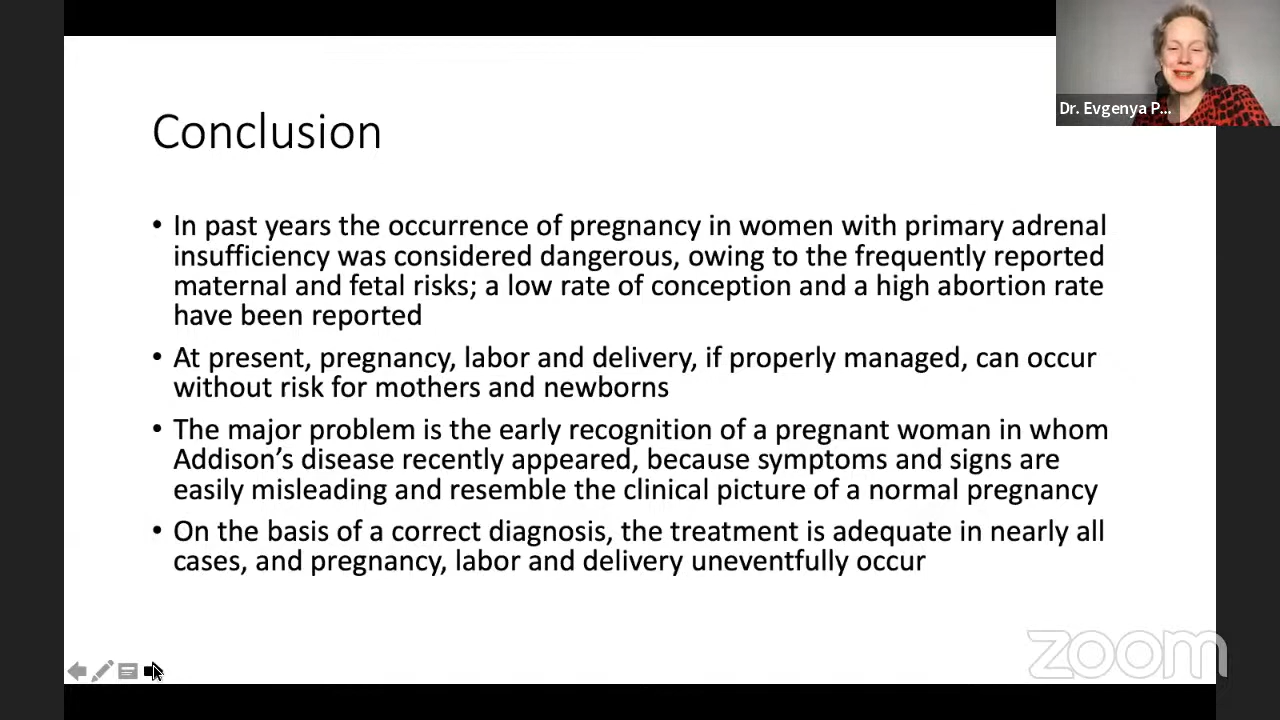 Dr. Evgenya P...
Conclusion
• In past years the occurrence of pregnancy in women with primary adrenal
insufficiency was considered dangerous, owing to the frequently reported
maternal and fetal risks; a low rate of conception and a high abortion rate
have been reported
• At present, pregnancy, labor and delivery, if properly managed, can occur
without risk for mothers and newborns
• The major problem is the early recognition of a pregnant woman in whom
Addison’s disease recently appeared, because symptoms and signs are
easily misleading and resemble the clinical picture of a normal pregnancy
• On the basis of a correct diagnosis, the treatment is adequate in nearly all
cases, and pregnancy, labor and delivery uneventfully occur
zoom